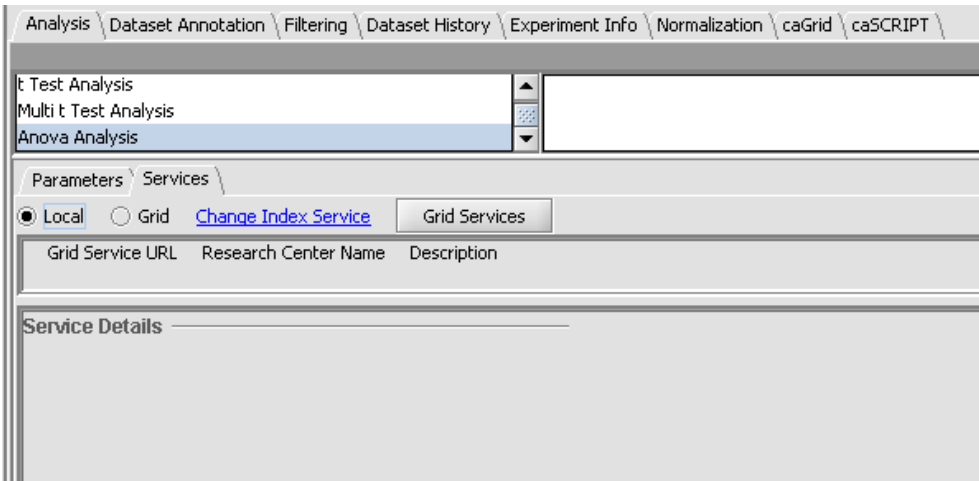 Analysis Dataset Annotation Filtering Dataset History Experiment Info Normalization caGrid caSCRIPT
t Test Analysis
Multi t Test Analysis
Anova Analysis
Parameters Services
Local Grid Change Index Service Grid Services
Grid Service URL Research Center Name Description
Service Details